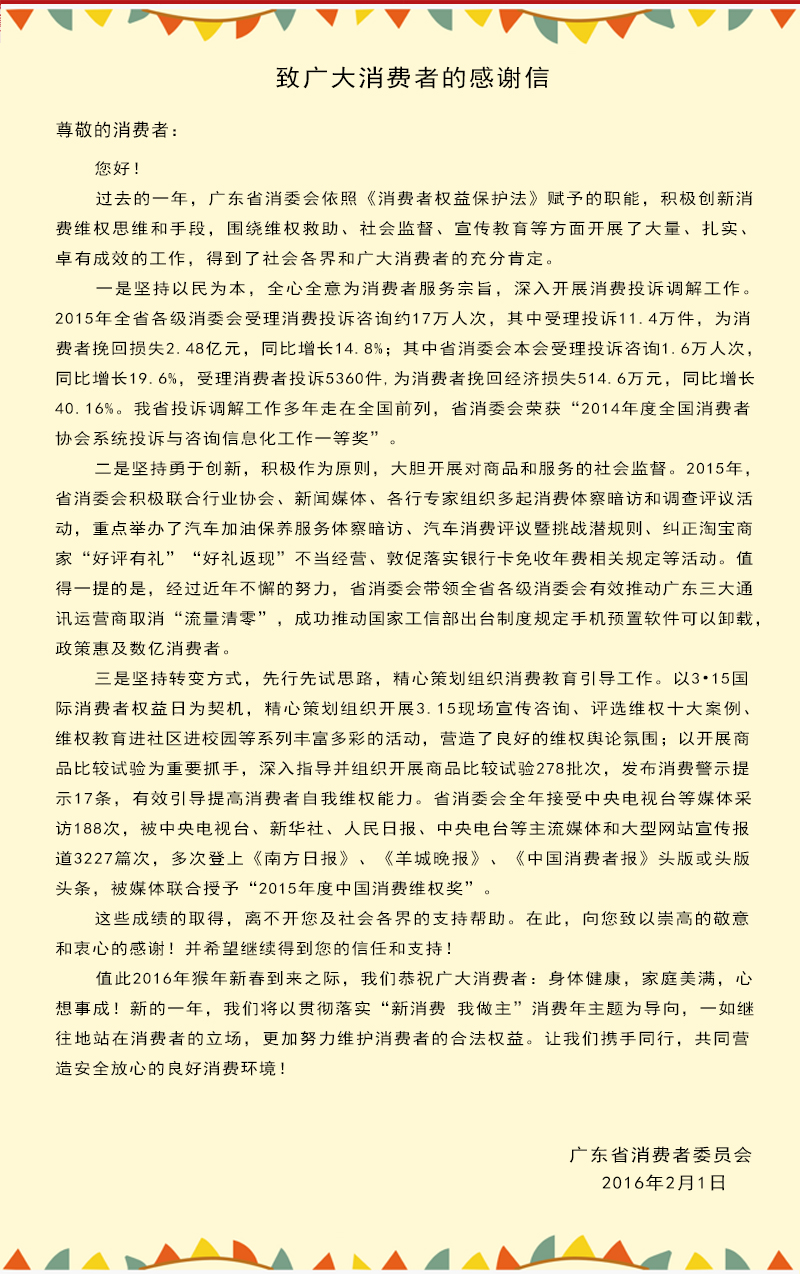 致广大消费者的感谢信
尊敬的消费者：
您好！
过去的一年，广东省消委会依照《消费者权益保护法》赋予的职能，积极创新消
费维权思维和手段，围绕维权救助、社会监督、宣传教育等方面开展了大量、扎实、
卓有成效的工作，得到了社会各界和广大消费者的充分肯定。
一是坚持以民为本，全心全意为消费者服务宗旨，深入开展消费投诉调解工作。
2015年全省各级消委会受理消费投诉咨询约17万人次，其中受理投诉11.4万件，为消
费者挽回损失2.48亿元，同比增长14.8%；其中省消委会本会受理投诉咨询1.6万人次，
同比增长19.6%，受理消费者投诉5360件,为消费者挽回经济损失514.6万元，同比增长
40.16%。我省投诉调解工作多年走在全国前列，省消委会荣获“2014年度全国消费者
协会系统投诉与咨询信息化工作一等奖”。
二是坚持勇于创新，积极作为原则，大胆开展对商品和服务的社会监督。2015年，
省消委会积极联合行业协会、新闻媒体、各行专家组织多起消费体察暗访和调查评议活
动，重点举办了汽车加油保养服务体察暗访、汽车消费评议暨挑战潜规则、纠正淘宝商
家“好评有礼”“好礼返现”不当经营、敦促落实银行卡免收年费相关规定等活动。值
得一提的是，经过近年不懈的努力，省消委会带领全省各级消委会有效推动广东三大通
讯运营商取消“流量清零”，成功推动国家工信部出台制度规定手机预置软件可以卸载，
政策惠及数亿消费者。
三是坚持转变方式，先行先试思路，精心策划组织消费教育引导工作。以3•15国
际消费者权益日为契机，精心策划组织开展3.15现场宣传咨询、评选维权十大案例、
维权教育进社区进校园等系列丰富多彩的活动，营造了良好的维权舆论氛围；以开展商
品比较试验为重要抓手，深入指导并组织开展商品比较试验278批次，发布消费警示提
示17条，有效引导提高消费者自我维权能力。省消委会全年接受中央电视台等媒体采
访188次，被中央电视台、新华社、人民日报、中央电台等主流媒体和大型网站宣传报
道3227篇次，多次登上《南方日报》、《羊城晚报》、《中国消费者报》头版或头版
头条，被媒体联合授予“2015年度中国消费维权奖”。
这些成绩的取得，离不开您及社会各界的支持帮助。在此，向您致以崇高的敬意
和衷心的感谢！并希望继续得到您的信任和支持！
值此2016年猴年新春到来之际，我们恭祝广大消费者：身体健康，家庭美满，心
想事成！新的一年，我们将以贯彻落实“新消费 我做主”消费年主题为导向，一如继
往地站在消费者的立场，更加努力维护消费者的合法权益。让我们携手同行，共同营
造安全放心的良好消费环境！
广东省消费者委员会
2016年2月1日